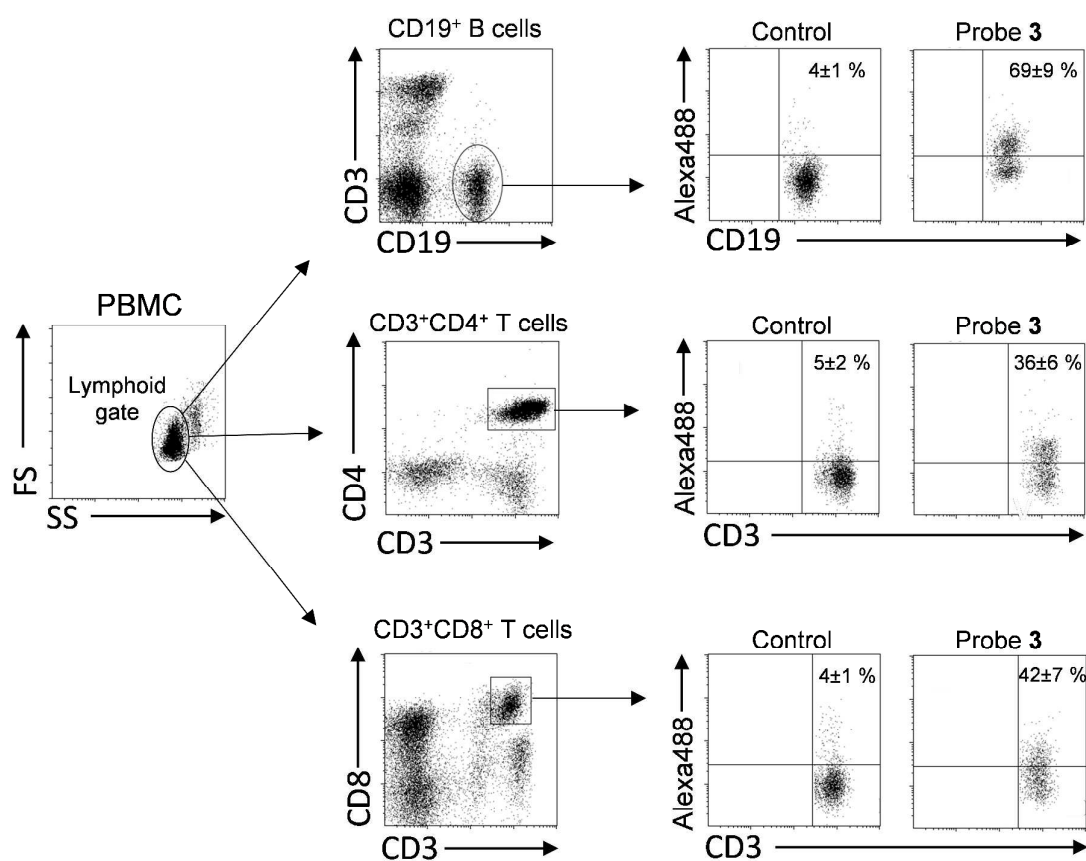 CD19⁺ B cells
CD3
CD19
Control
4±1 %
Alexa488
CD19
Probe 3
69±9 %
PBMC
Lymphoid
gate
FS
SS
CD3⁺CD4⁺ T cells
CD4
CD3
Control
5±2 %
Alexa488
CD3
Probe 3
36±6 %
CD3⁺CD8⁺ T cells
CD8
CD3
Control
4±1 %
Alexa488
CD3
Probe 3
42±7 %